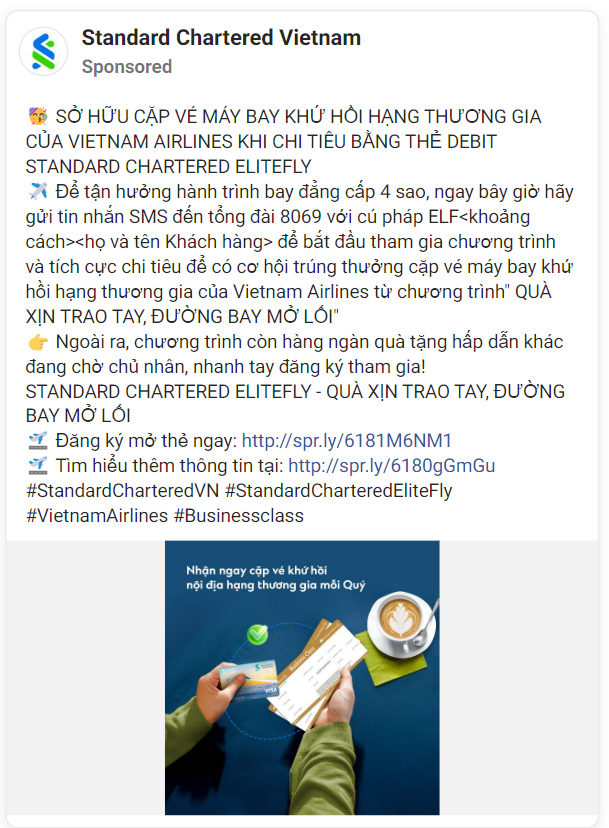 Standard Chartered Vietnam
Sponsored
🥳 SỞ HỮU CẶP VÉ MÁY BAY KHỨ HỒI HẠNG THƯƠNG GIA
CỦA VIETNAM AIRLINES KHI CHI TIÊU BẰNG THẺ DEBIT
STANDARD CHARTERED ELITEFLY
✈️ Để tận hưởng hành trình bay đẳng cấp 4 sao, ngay bây giờ hãy
gửi tin nhắn SMS đến tổng đài 8069 với cú pháp ELF<khoảng
cách><họ và tên Khách hàng> để bắt đầu tham gia chương trình
và tích cực chi tiêu để có cơ hội trúng thưởng cặp vé máy bay khứ
hồi hạng thương gia của Vietnam Airlines từ chương trình" QUÀ
XỊN TRAO TAY, ĐƯỜNG BAY MỞ LỐI"
👉 Ngoài ra, chương trình còn hàng ngàn quà tặng hấp dẫn khác
đang chờ chủ nhân, nhanh tay đăng ký tham gia!
STANDARD CHARTERED ELITEFLY - QUÀ XỊN TRAO TAY, ĐƯỜNG
BAY MỞ LỐI
🛫 Đăng ký mở thẻ ngay: http://spr.ly/6181M6NM1
🛫 Tìm hiểu thêm thông tin tại: http://spr.ly/6180gGmGu
#StandardCharteredVN #StandardCharteredEliteFly
#VietnamAirlines #Businessclass
Nhận ngay cặp vé khứ hồi
nội địa hạng thương gia mỗi Quý
Business Class
VISA